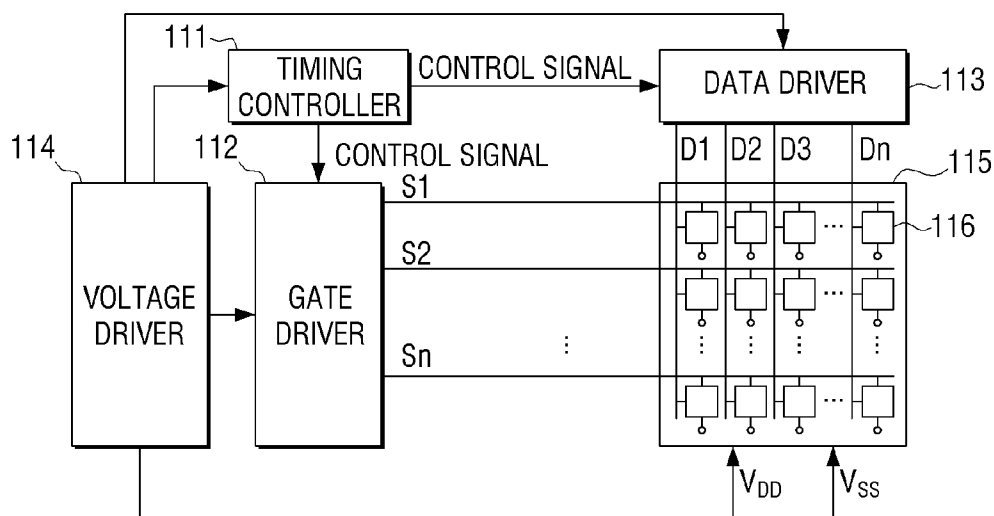 111
TIMING
CONTROLLER
CONTROL SIGNAL
DATA DRIVER
113
114
112
CONTROL SIGNAL
D1 D2 D3 Dn
115
S1
116
S2
VOLTAGE
DRIVER
GATE
DRIVER
Sn
VDD
VSS